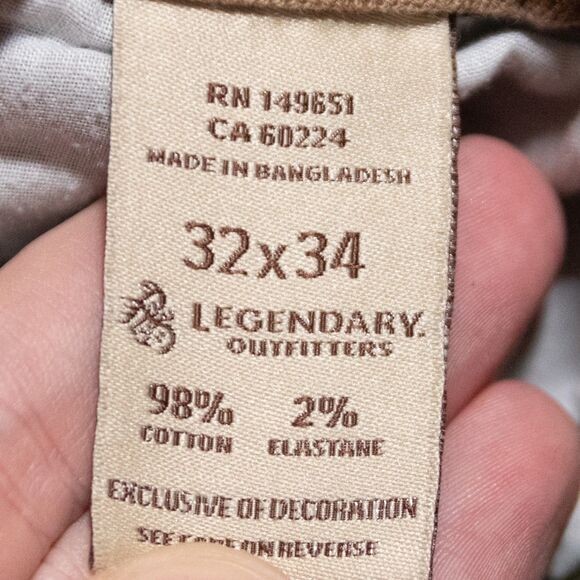 RN 149651
CA 60224
MADE IN BANGLADESH
32x34
LEGENDARY
OUTFITTERS
98% 2%
COTTON ELASTANE
EXCLUSIVE OF DECORATION
SEE CARE ON REVERSE